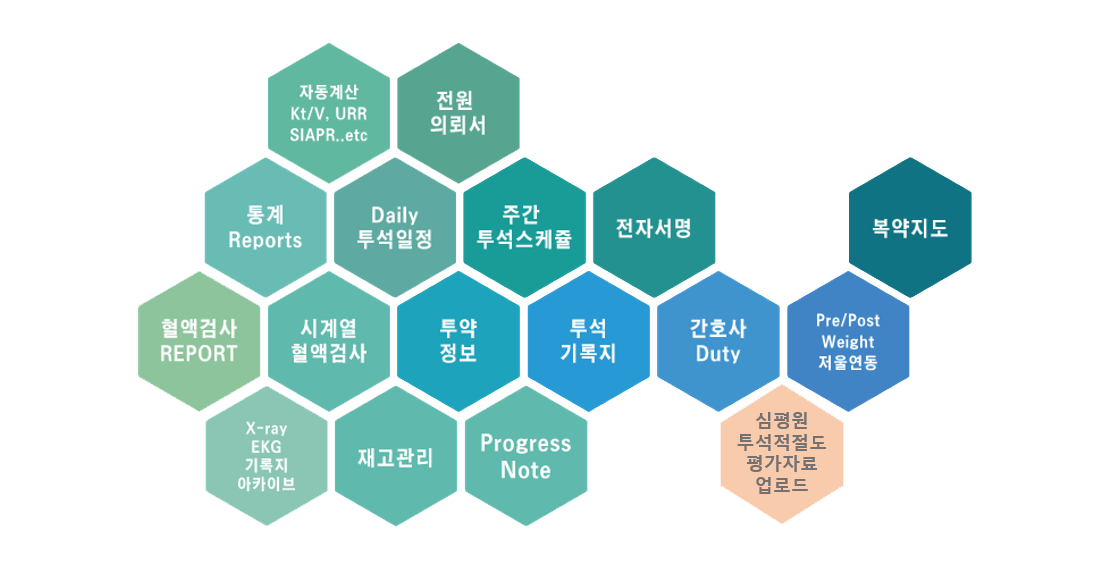 자동계산
Kt/V, URR
SIAPR..etc
전원
의뢰서
통계
Reports
Daily
투석일정
주간
투석스케쥴
전자서명
복약지도
혈액검사
REPORT
시계열
혈액검사
투약
정보
투석
기록지
간호사
Duty
Pre/Post
Weight
저울연동
X-ray
EKG
기록지
아카이브
재고관리
Progress
Note
심평원
투석적절도
평가자료
업로드